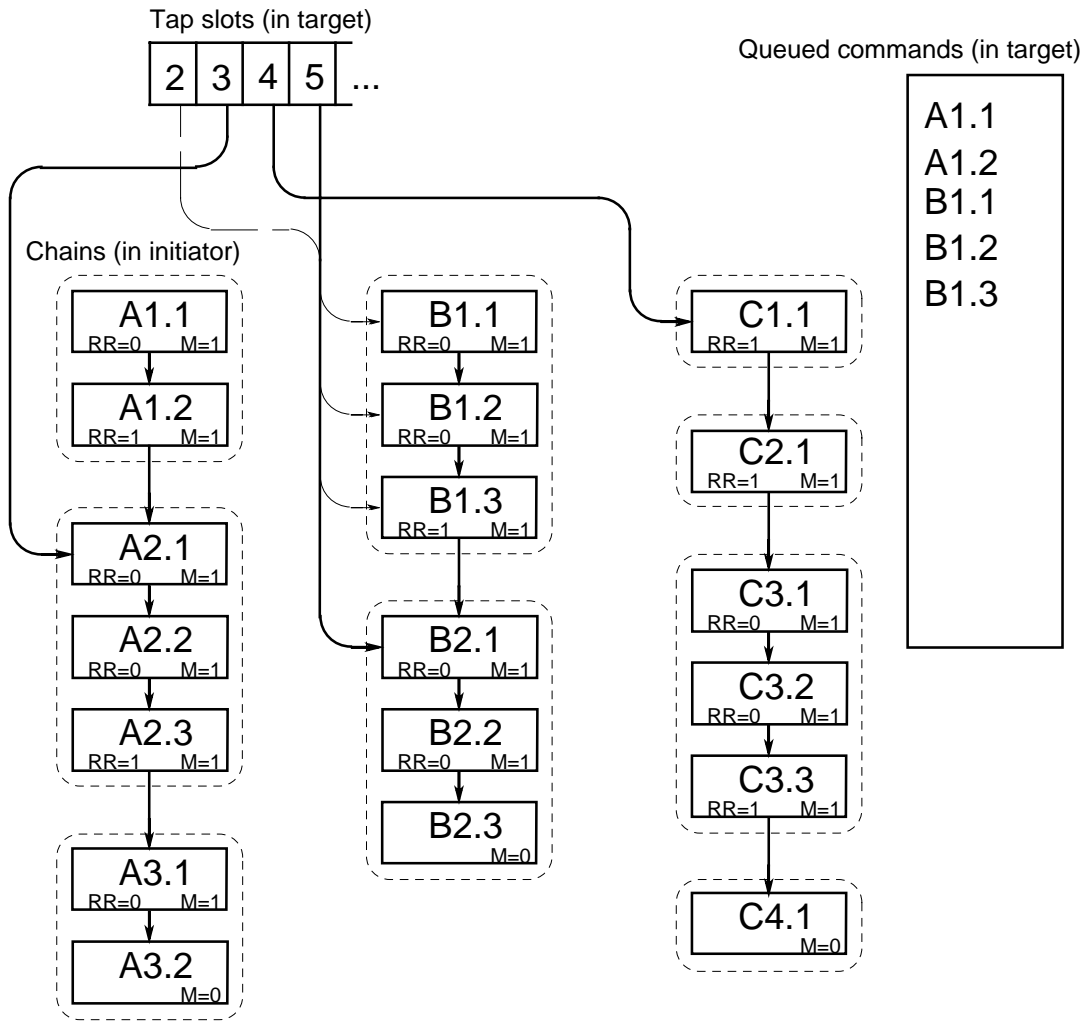 Tap slots (in target)
2 3 4 5 ...
Queued commands (in target)
A1.1
A1.2
B1.1
B1.2
B1.3
Chains (in initiator)
A1.1
RR=0 M=1
A1.2
RR=1 M=1
A2.1
RR=0 M=1
A2.2
RR=0 M=1
A2.3
RR=1 M=1
A3.1
RR=0 M=1
A3.2
M=0
B1.1
RR=0 M=1
B1.2
RR=0 M=1
B1.3
RR=1 M=1
B2.1
RR=0 M=1
B2.2
RR=0 M=1
B2.3
M=0
C1.1
RR=1 M=1
C2.1
RR=1 M=1
C3.1
RR=0 M=1
C3.2
RR=0 M=1
C3.3
RR=1 M=1
C4.1
M=0